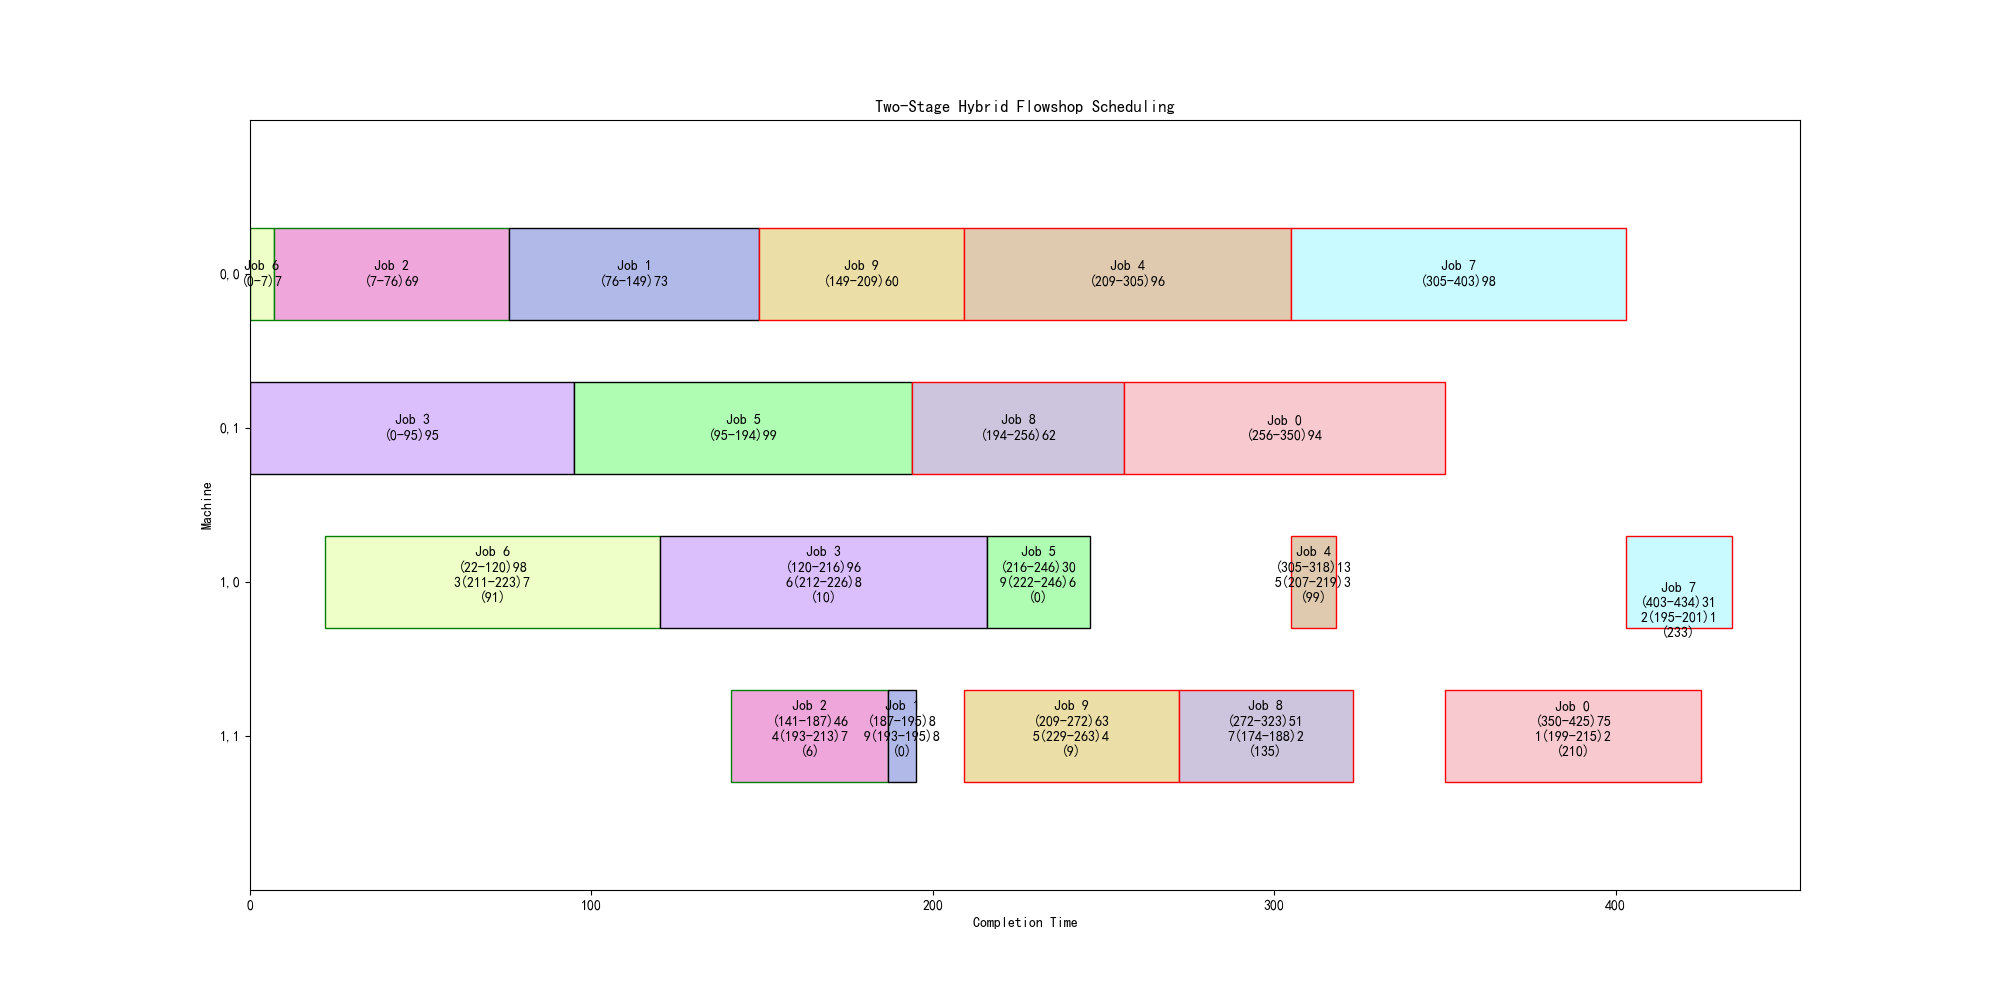 Two-Stage Hybrid Flowshop Scheduling
Machine
0,0
Job 6
(0-7)7
Job 2
(7-76)69
Job 1
(76-149)73
Job 9
(149-209)60
Job 4
(209-305)96
Job 7
(305-403)98
0,1
Job 3
(0-95)95
Job 5
(95-194)99
Job 8
(194-256)62
Job 0
(256-350)94
1,0
Job 6
(22-120)98
3(211-223)7
(91)
Job 3
(120-216)96
6(212-226)8
(10)
Job 5
(216-246)30
9(222-246)6
(0)
Job 4
(305-318)13
5(207-219)3
(99)
Job 7
(403-434)31
2(195-201)1
(233)
1,1
Job 2
(141-187)46
4(193-213)7
(6)
Job 1
(187-195)8
9(193-195)8
(0)
Job 9
(209-272)63
5(229-263)4
(9)
Job 8
(272-323)51
7(174-188)2
(135)
Job 0
(350-425)75
1(199-215)2
(210)
0
100
200
300
400
Completion Time